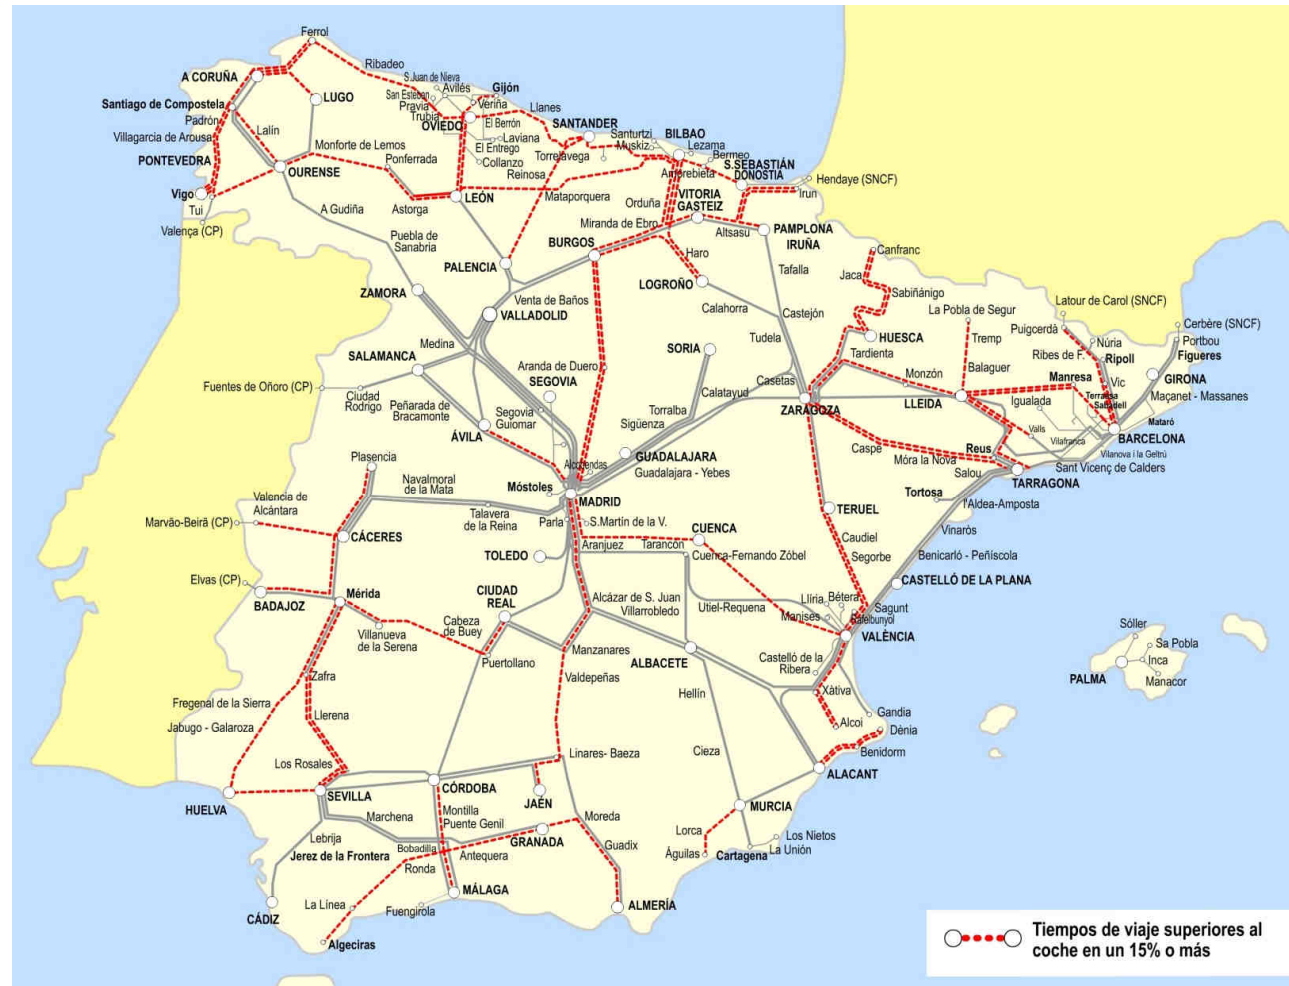 Ferrol
A CORUÑA
Ribadeo
S.Juan de Nieva
Avilés
Gijón
San Esteban
Pravia
Veriña
Trubia
OVIEDO
El Berrón
Llanes
SANTANDER
Santurtzi
BILBAO
Santiago de Compostela
LUGO
Padrón
Lalín
Villagarcia de Arousa
Monforte de Lemos
Ponferrada
El Entrego
Laviana
Collanzo
Reinosa
Torrelavega
Muskiz
Lezama
Bermeo
Amorebieta
S.SEBASTIÁN
DONOSTIA
Hendaye (SNCF)
Irun
PONTEVEDRA
OURENSE
Vigo
Tui
Valença (CP)
A Gudiña
Astorga
LEÓN
Mataporquera
Orduña
VITORIA
GASTEIZ
Miranda de Ebro
Altsasu
PAMPLONA
IRUÑA
Puebla de
Sanabria
PALENCIA
BURGOS
Haro
Tafalla
Canfranc
Jaca
Sabiñánigo
LOGROÑO
Calahorra
Castejón
ZAMORA
Venta de Baños
VALLADOLID
Medina
SALAMANCA
Aranda de Duero
SEGOVIA
SORIA
Tudela
HUESCA
Tardienta
La Pobla de Segur
Tremp
Latour de Carol (SNCF)
Puigcerdà
Núria
Ribes de F.
Ripoll
Cerbère (SNCF)
Portbou
Figueres
Fuentes de Oñoro (CP)
Ciudad
Rodrigo
Peñarada de
Bracamonte
Segovia
Guiomar
Calatayud
Casetas
Monzón
Balaguer
Manresa
Vic
GIRONA
Maçanet - Massanes
Terrassa
Sabadell
Igualada
ÁVILA
Torralba
Sigüenza
ZARAGOZA
LLEIDA
Valls
Vilafranca
Mataró
BARCELONA
Vilanova i la Geltrú
Sant Vicenç de Calders
Caspe
Reus
Móra la Nova
Salou
TARRAGONA
Plasencia
Alcobendas
GUADALAJARA
Guadalajara - Yebes
Navalmoral
de la Mata
Móstoles
MADRID
Tortosa
l'Aldea-Amposta
Valencia de
Alcántara
Marvão-Beirã (CP)
Talavera
de la Reina
Parla
S.Martín de la V.
TERUEL
Vinaròs
CÁCERES
CUENCA
Caudiel
TOLEDO
Aranjuez
Tarancón
Cuenca-Fernando Zóbel
Segorbe
Benicarló - Peñíscola
Elvas (CP)
BADAJOZ
Mérida
CIUDAD
REAL
Alcázar de S. Juan
Villarrobledo
Utiel-Requena
Llíria
Bétera
CASTELLÓ DE LA PLANA
Manises
Sagunt
Rafelbunyol
Villanueva
de la Serena
Cabeza
de Buey
Puertollano
Manzanares
ALBACETE
Castelló de la
Ribera
VALÈNCIA
Sóller
Sa Pobla
Inca
PALMA
Manacor
Zafra
Valdepeñas
Hellín
Xàtiva
Gandia
Fregenal de la Sierra
Llerena
Jabugo - Galaroza
Alcoi
Dènia
Benidorm
Los Rosales
Linares- Baeza
Cieza
ALACANT
HUELVA
SEVILLA
CÓRDOBA
JAÉN
MURCIA
Marchena
Montilla
Puente Genil
Moreda
Lorca
Los Nietos
Lebrija
Jerez de la Frontera
Bobadilla
GRANADA
Guadix
Águilas
Cartagena
La Unión
Antequera
Ronda
CÁDIZ
La Línea
Fuengirola
MÁLAGA
ALMERÍA
Algeciras
Tiempos de viaje superiores al
coche en un 15% o más